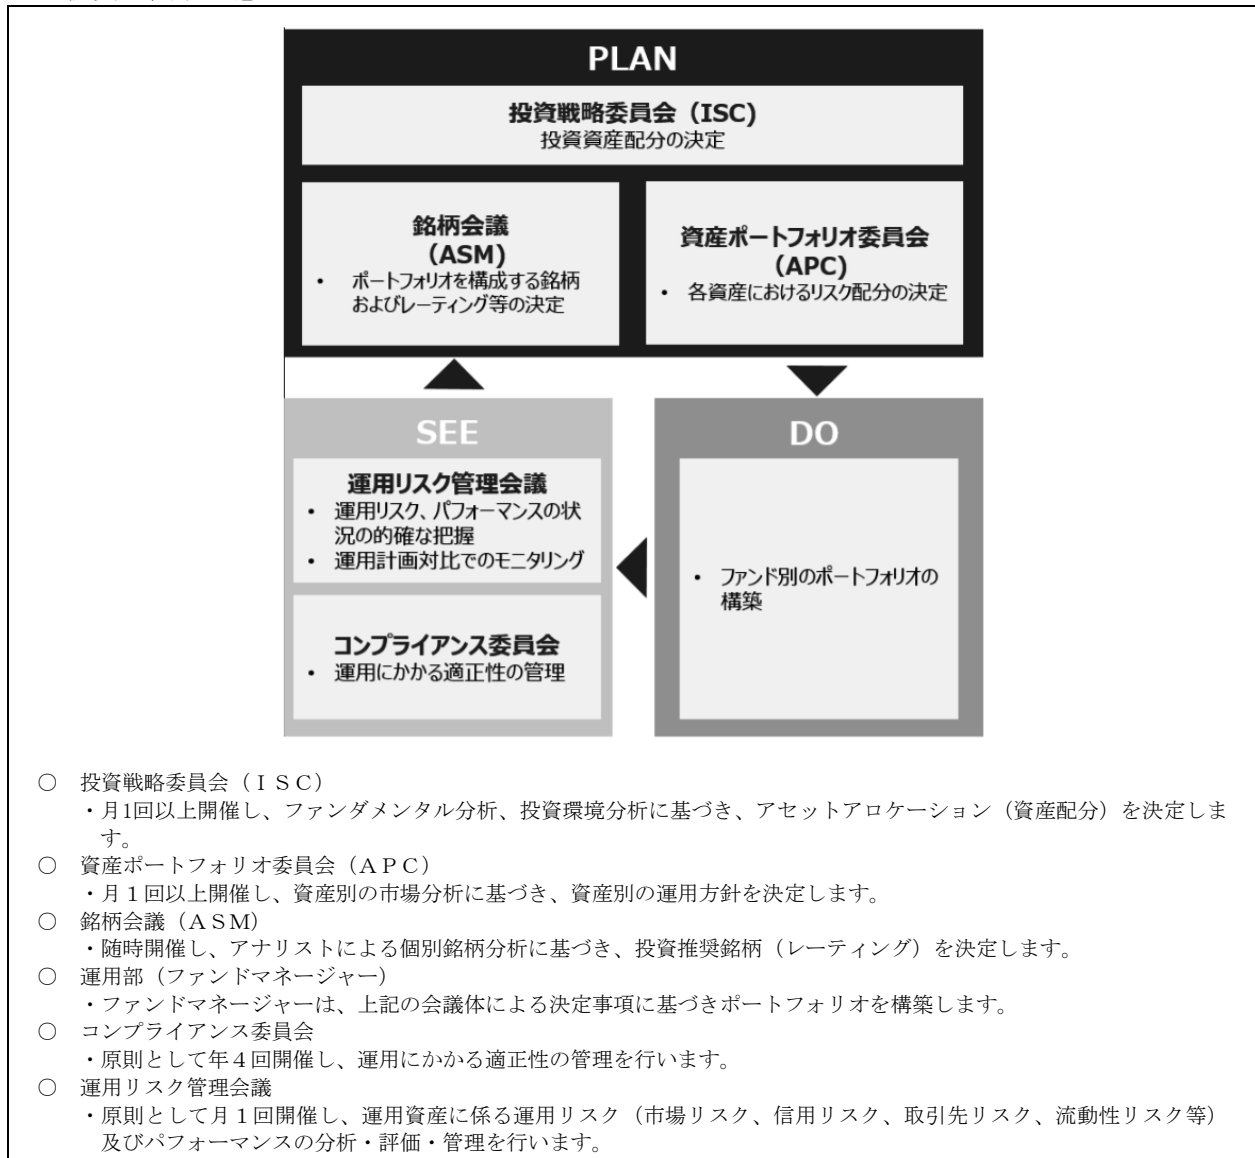 PLAN
投資戦略委員会（ISC)
投資資産配分の決定
銘柄会議
（ASM)
• ポートフォリオを構成する銘柄
およびレーティング等の決定
資産ポートフォリオ委員会
（APC)
• 各資産におけるリスク配分の決定
SEE
運用リスク管理会議
• 運用リスク、パフォーマンスの状
況の的確な把握
• 運用計画対比でのモニタリング
コンプライアンス委員会
• 運用にかかる適正性の管理
DO
• ファンド別のポートフォリオの
構築
○ 投資戦略委員会（ＩＳＣ）
・月1回以上開催し、ファンダメンタル分析、投資環境分析に基づき、アセットアロケーション（資産配分）を決定しま
す。
○ 資産ポートフォリオ委員会（ＡＰＣ）
・月１回以上開催し、資産別の市場分析に基づき、資産別の運用方針を決定します。
○ 銘柄会議（ＡＳＭ）
・随時開催し、アナリストによる個別銘柄分析に基づき、投資推奨銘柄（レーティング）を決定します。
○ 運用部（ファンドマネージャー）
・ファンドマネージャーは、上記の会議体による決定事項に基づきポートフォリオを構築します。
○ コンプライアンス委員会
・原則として年４回開催し、運用にかかる適正性の管理を行います。
○ 運用リスク管理会議
・原則として月１回開催し、運用資産に係る運用リスク（市場リスク、信用リスク、取引先リスク、流動性リスク等）
及びパフォーマンスの分析・評価・管理を行います。